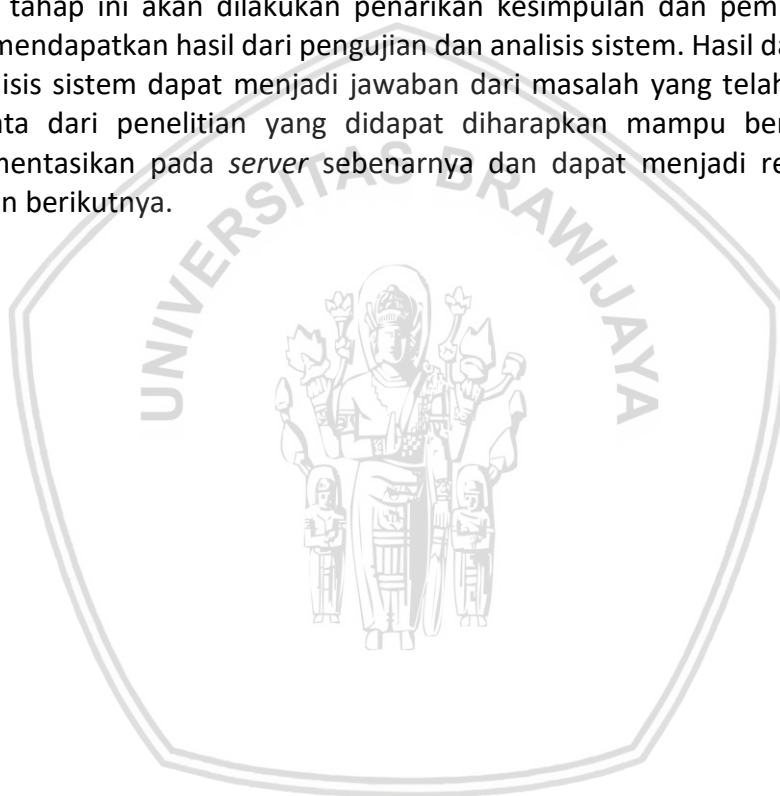 tahap ini akan dilakukan penarikan kesimpulan dan pem
mendapatkan hasil dari pengujian dan analisis sistem. Hasil da
isis sistem dapat menjadi jawaban dari masalah yang telah
ta dari penelitian yang didapat diharapkan mampu ber
mentasikan pada server sebenarnya dan dapat menjadi re
n berikutnya.
UNIVERSITAS BRAWIJAYA